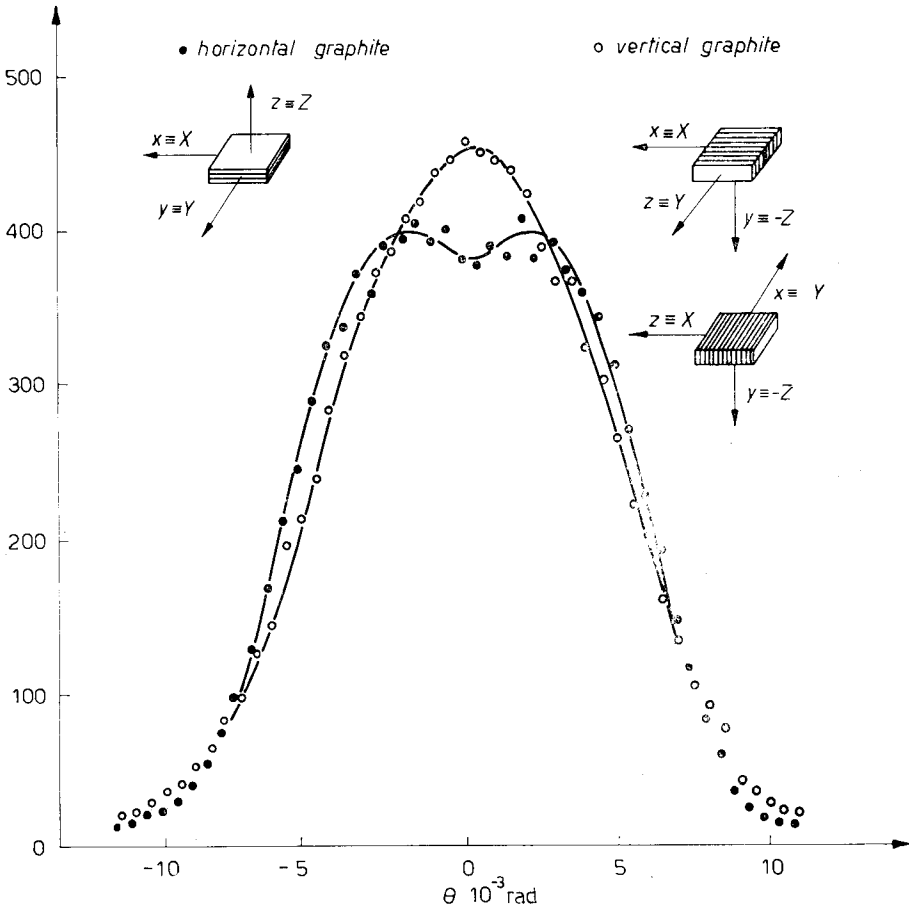 ● horizontal graphite
○ vertical graphite
500
400
300
200
100
0
z ≡ Z
x ≡ X
y ≡ Y
x ≡ X
z ≡ Y
y ≡ -Z
x ≡ Y
z ≡ X
y ≡ -Z
-10
-5
0
5
10
θ 10⁻³ rad